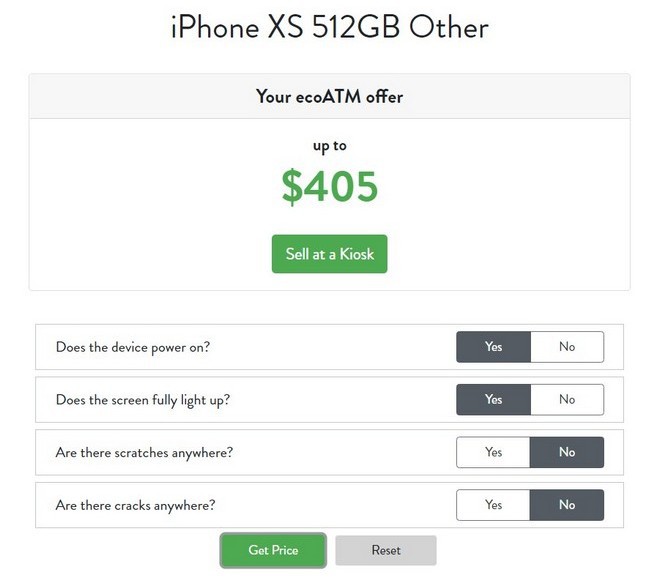 iPhone XS 512GB Other
Your ecoATM offer
up to
$405
Sell at a Kiosk
Does the device power on? Yes No
Does the screen fully light up? Yes No
Are there scratches anywhere? Yes No
Are there cracks anywhere? Yes No
Get Price Reset